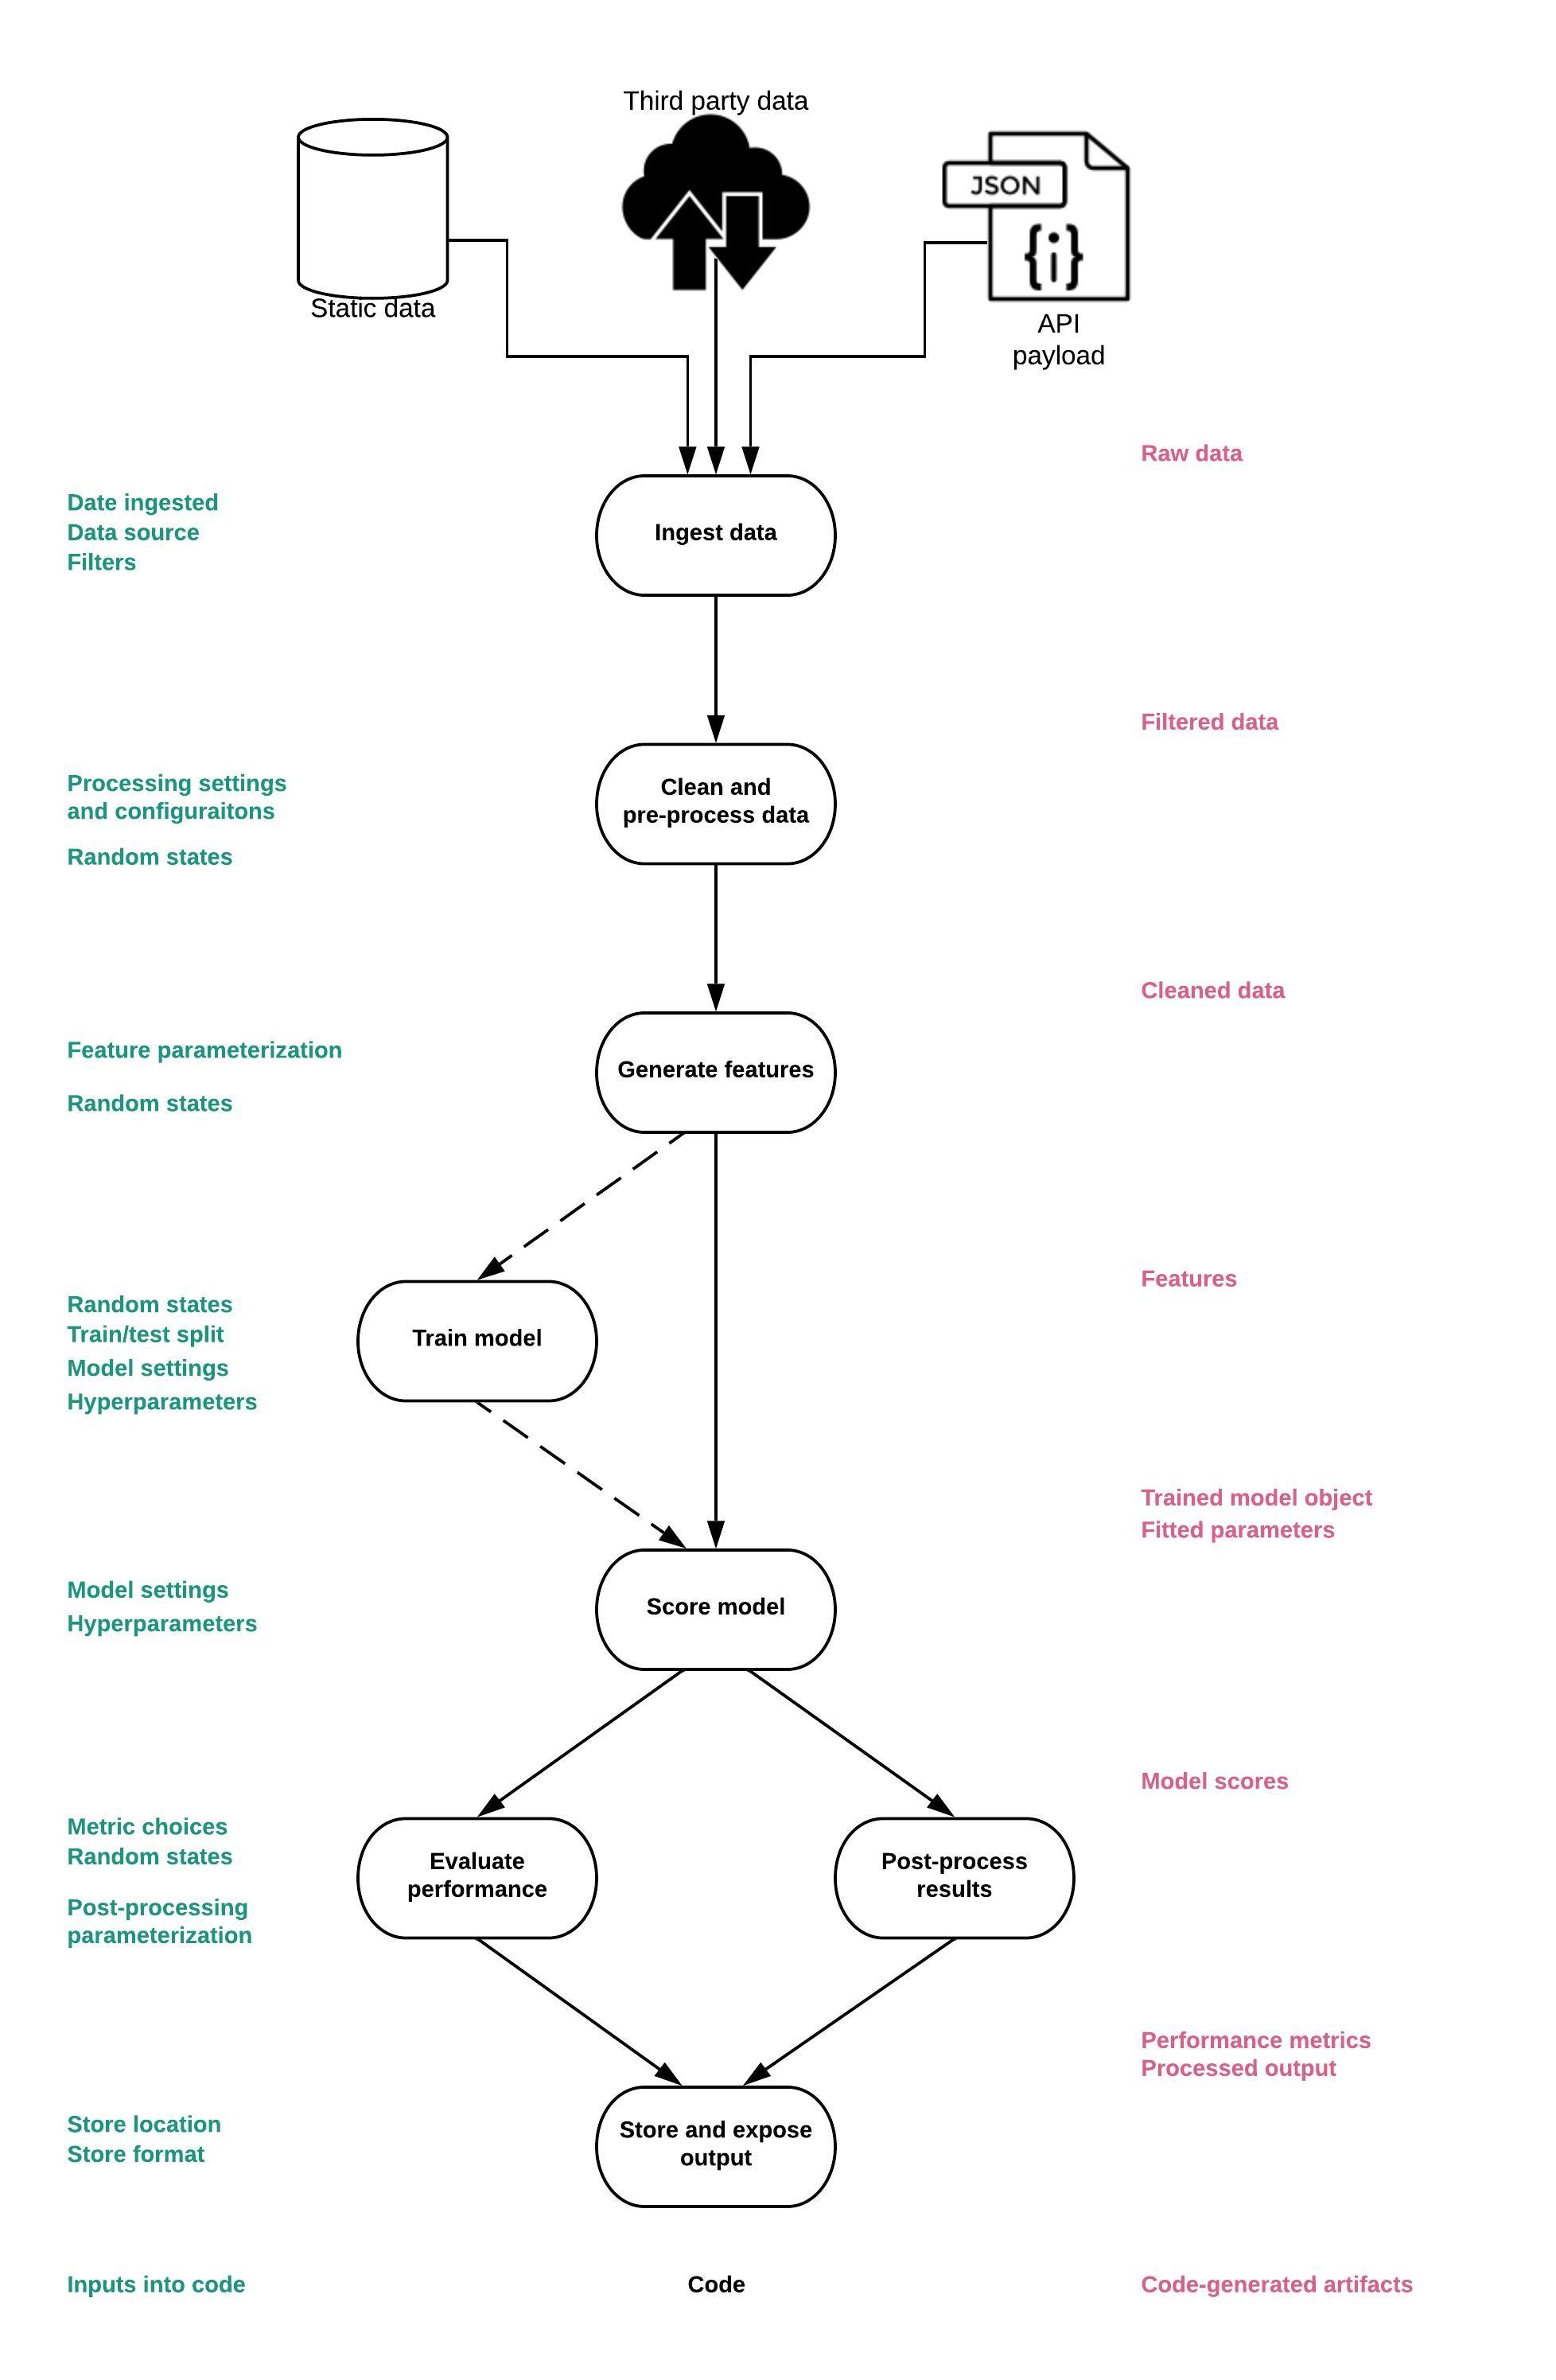 Third party data
JSON
{i}
Static data
API
payload
Raw data
Date ingested
Data source
Filters
Ingest data
Filtered data
Processing settings
and configuraitons
Random states
Clean and
pre-process data
Cleaned data
Feature parameterization
Random states
Generate features
Features
Random states
Train/test split
Model settings
Hyperparameters
Train model
Trained model object
Fitted parameters
Model settings
Hyperparameters
Score model
Model scores
Metric choices
Random states
Post-processing
parameterization
Evaluate
performance
Post-process
results
Performance metrics
Processed output
Store location
Store format
Store and expose
output
Inputs into code
Code
Code-generated artifacts